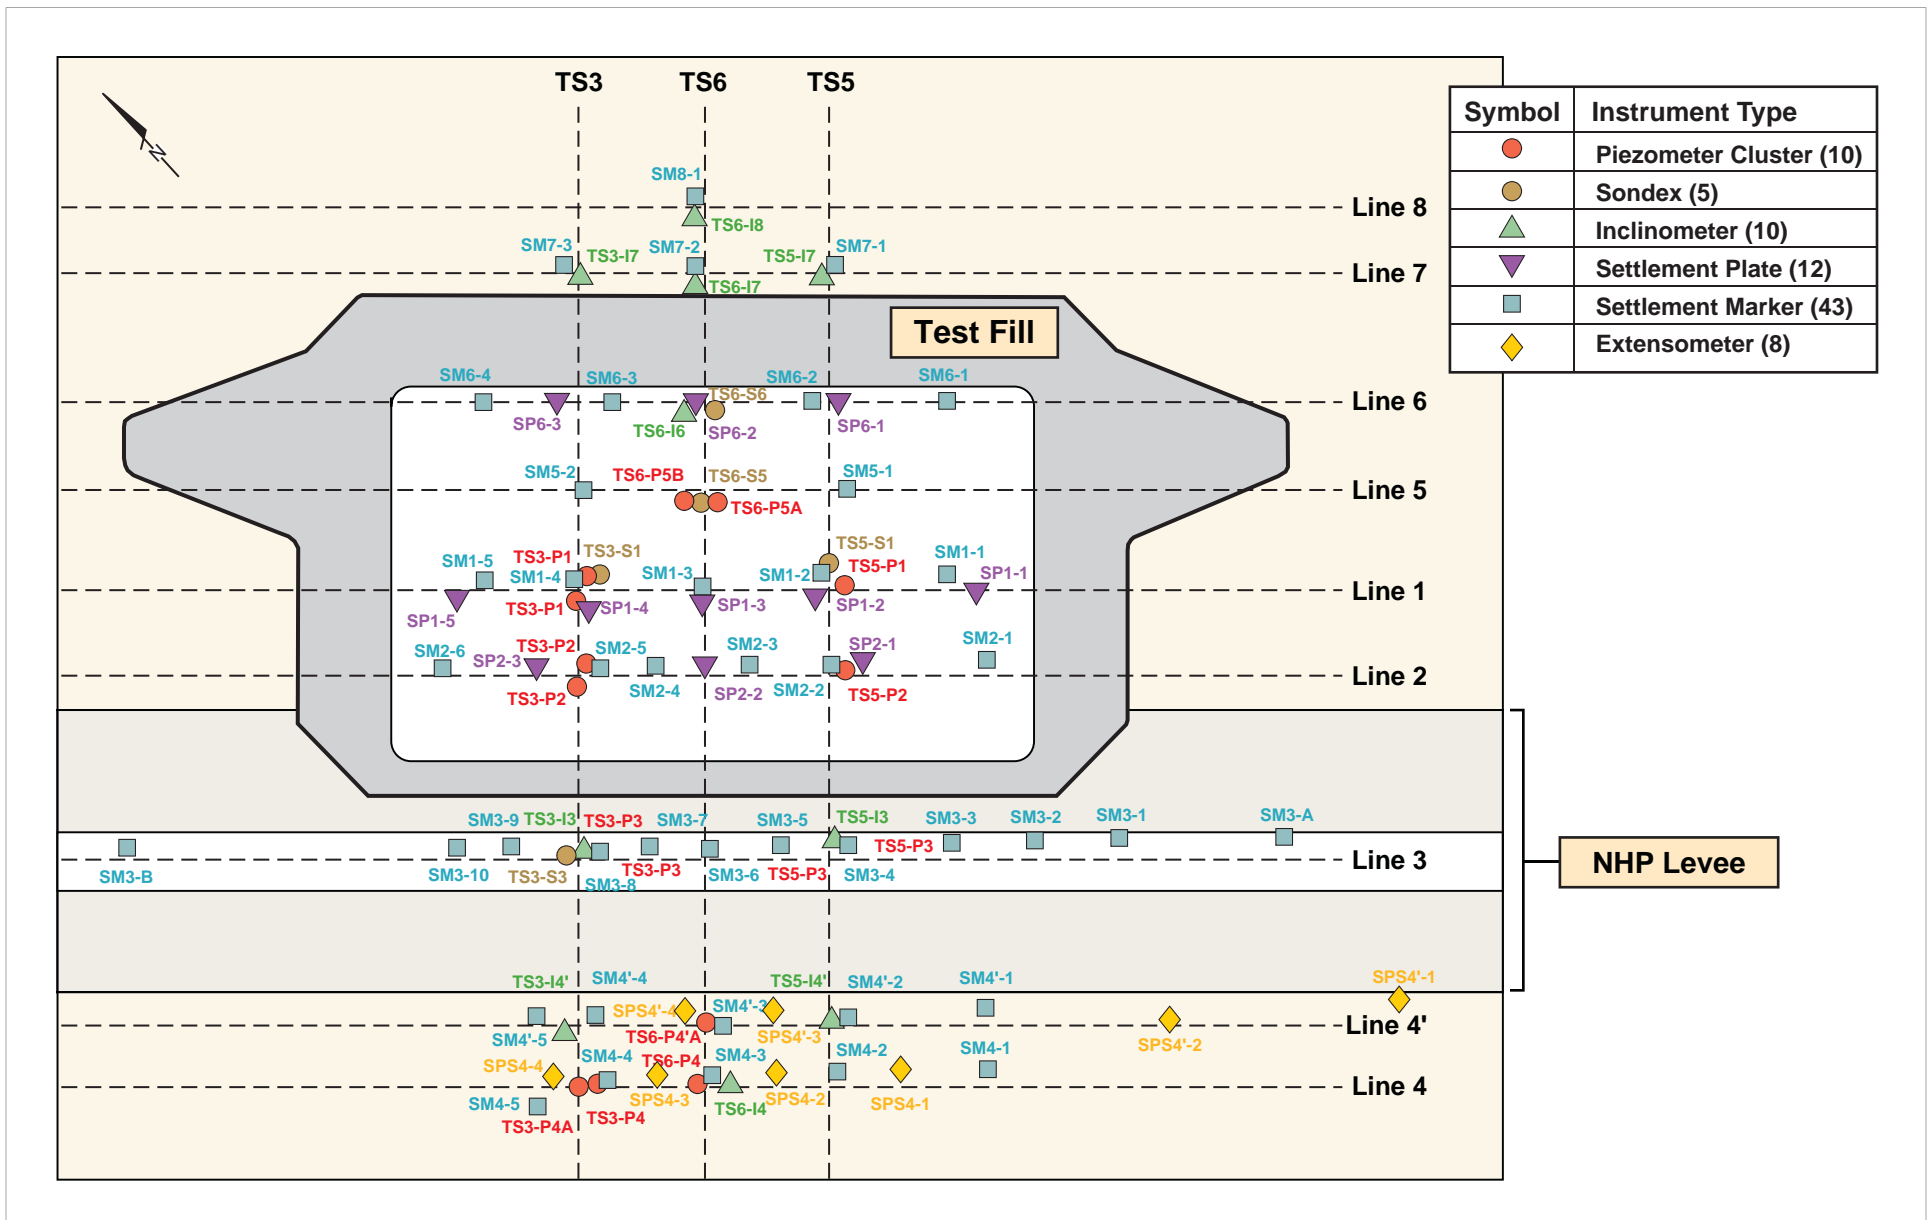 TS3 TS6 TS5
N
Symbol Instrument Type
Piezometer Cluster (10)
Sondex (5)
Inclinometer (10)
Settlement Plate (12)
Settlement Marker (43)
Extensometer (8)
SM8-1
Line 8
TS6-I8
SM7-3 TS3-I7 SM7-2 TS5-I7 SM7-1
Line 7
TS6-I7
Test Fill
SM6-4 SM6-3 SM6-2 SM6-1
TS6-S6
Line 6
SP6-3 TS6-I6 SP6-2 SP6-1
SM5-2 TS6-P5B TS6-S5 SM5-1
Line 5
TS6-P5A
TS3-P1 TS3-S1 TS5-S1
SM1-5 SM1-4 SM1-3 SM1-2 TS5-P1 SM1-1 SP1-1
Line 1
TS3-P1 SP1-4 SP1-3 SP1-2
SP1-5
SM2-6 SP2-3 TS3-P2 SM2-5 SM2-3 SP2-1 SM2-1
Line 2
TS3-P2 SM2-4 SP2-2 SM2-2 TS5-P2
SM3-9 TS3-I3 TS3-P3 SM3-7 SM3-5 TS5-I3 SM3-3 SM3-2 SM3-1 SM3-A
TS5-P3
Line 3
NHP Levee
SM3-B SM3-10 TS3-S3 SM3-8 TS3-P3 SM3-6 TS5-P3 SM3-4
TS3-I4' SM4'-4 TS5-I4' SM4'-2 SM4'-1 SPS4'-1
SPS4'-4 SM4'-3
Line 4'
SM4'-5 TS6-P4'A SPS4'-3 SPS4'-2
SPS4-4 SM4-4 TS6-P4 SM4-3 SM4-2 SM4-1
Line 4
SM4-5 SPS4-3 TS6-I4 SPS4-2 SPS4-1
TS3-P4A TS3-P4